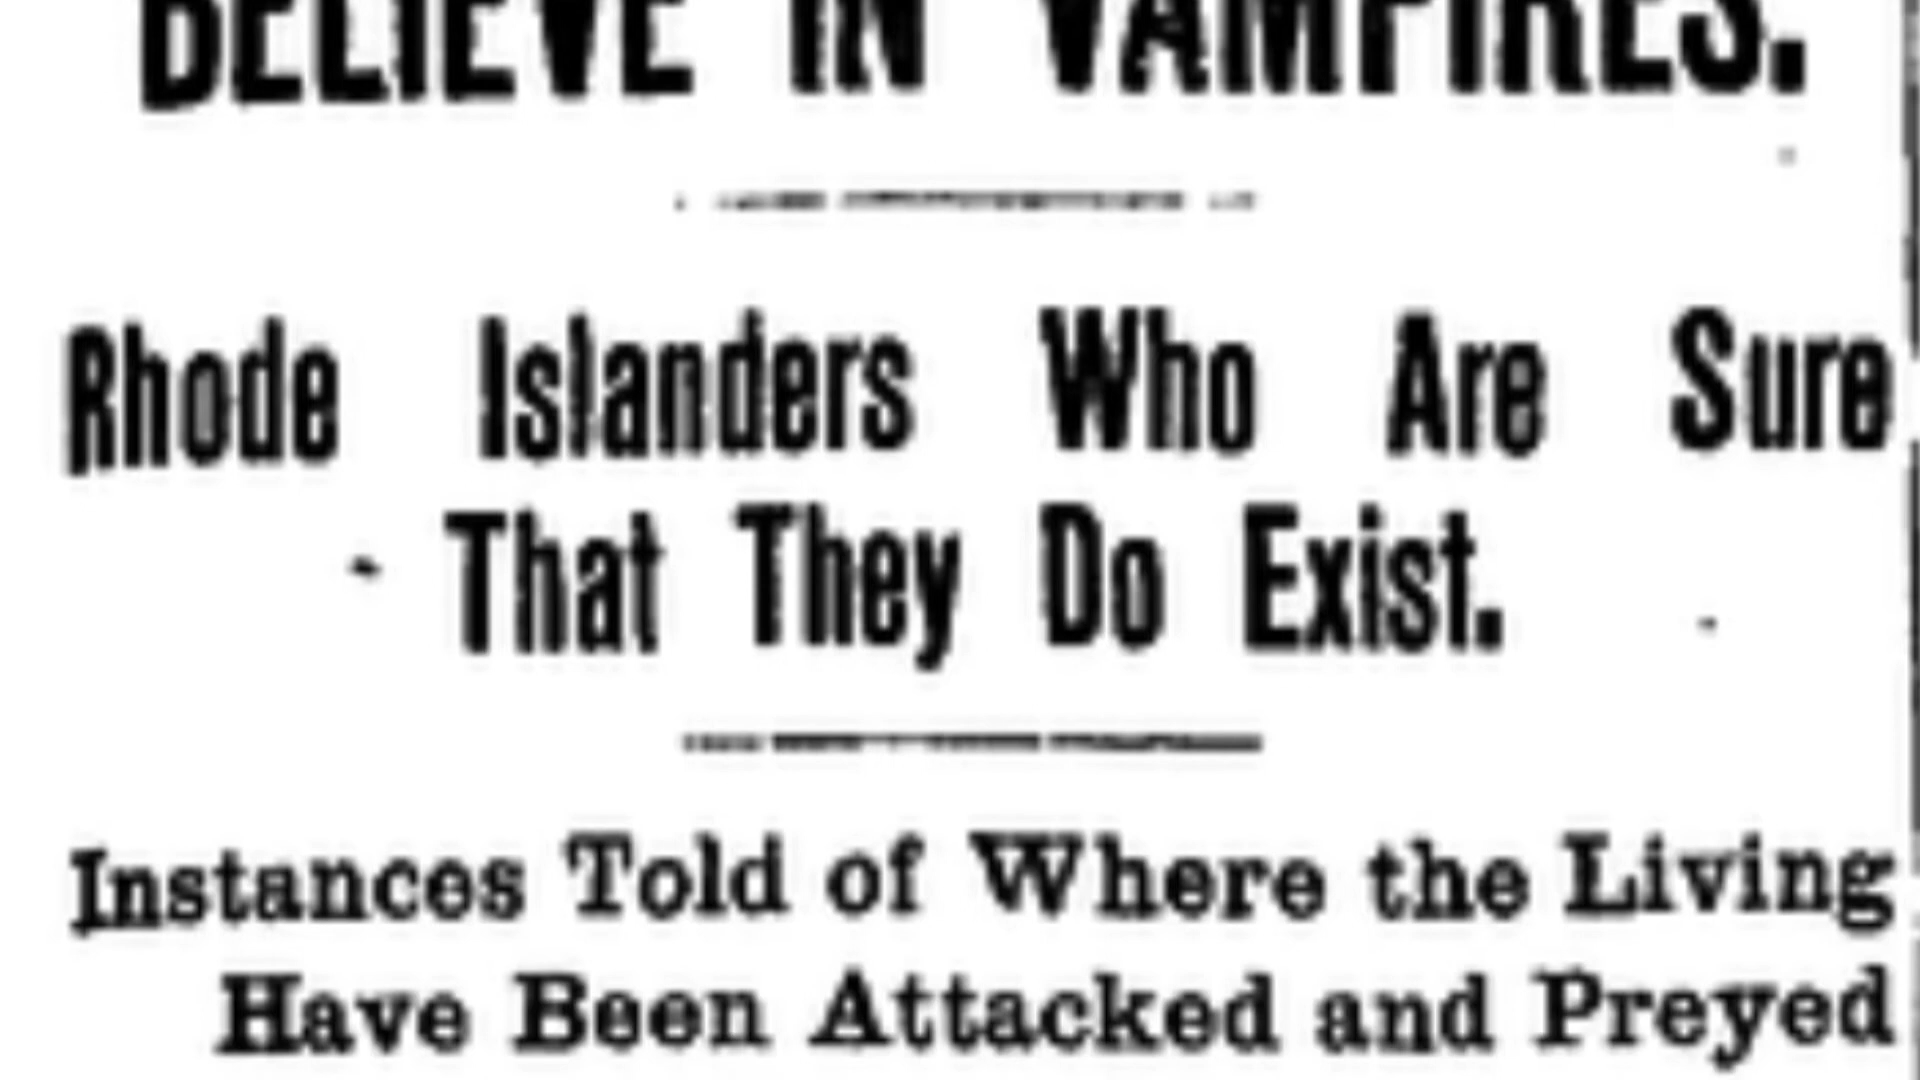 BELIEVE IN VAMPIRES.
Rhode Islanders Who Are Sure
That They Do Exist.
Instances Told of Where the Living
Have Been Attacked and Preyed